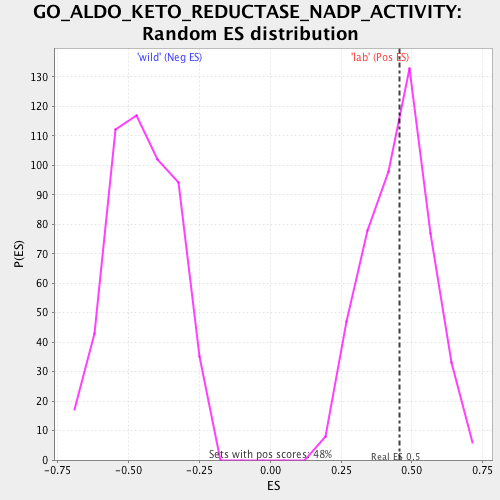 GO_ALDO_KETO_REDUCTASE_NADP_ACTIVITY:
Random ES distribution
'wild' (Neg ES)
'lab' (Pos ES)
130
120
110
100
90
80
70
60
50
40
30
20
10
0
P(ES)
Sets with pos scores: 48%
Real ES 0.5
-0.75
-0.50
-0.25
0.00
0.25
0.50
0.75
ES